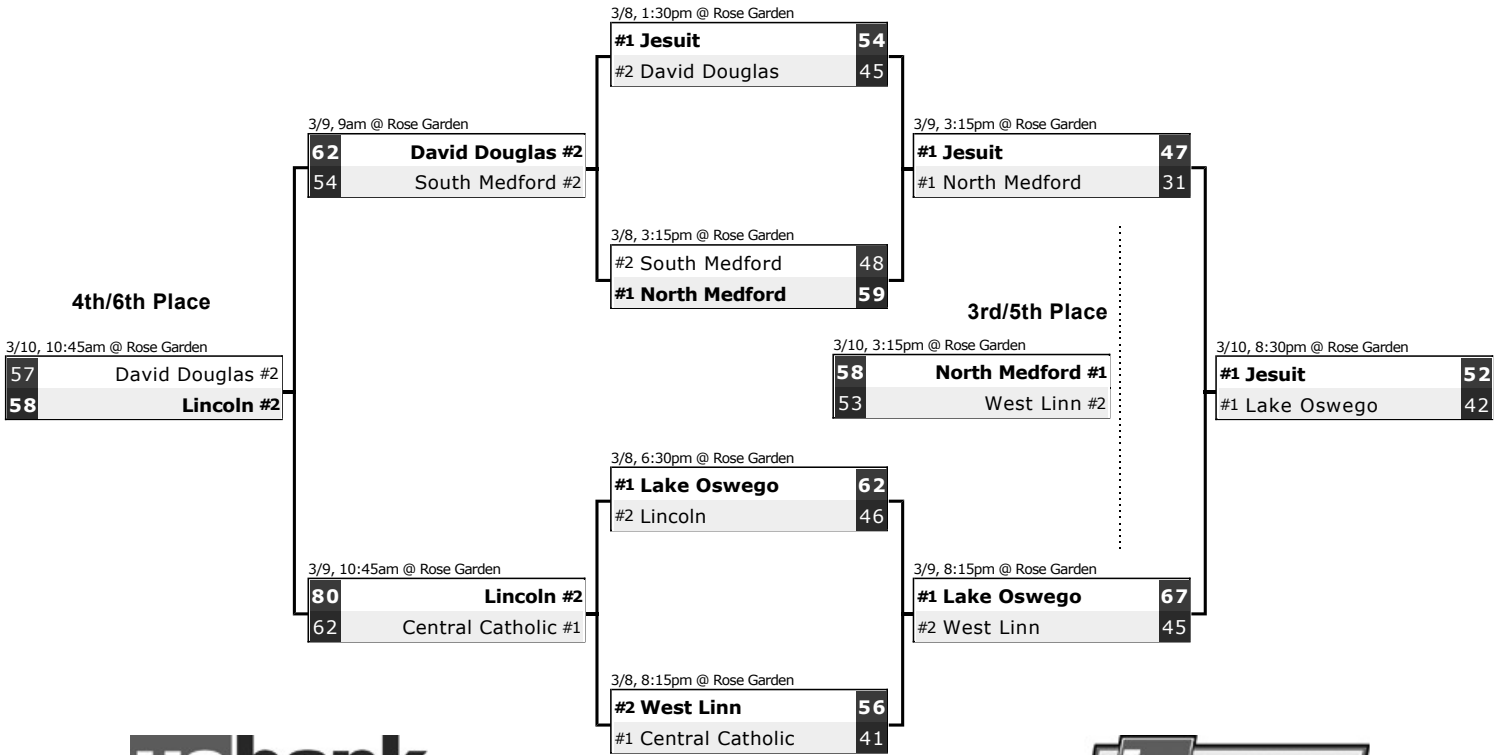 3/8, 1:30pm @ Rose Garden
#1 Jesuit 54
#2 David Douglas 45
3/9, 9am @ Rose Garden
62 David Douglas #2
54 South Medford #2
3/9, 3:15pm @ Rose Garden
#1 Jesuit 47
#1 North Medford 31
3/8, 3:15pm @ Rose Garden
#2 South Medford 48
#1 North Medford 59
4th/6th Place
3/10, 10:45am @ Rose Garden
57 David Douglas #2
58 Lincoln #2
3rd/5th Place
3/10, 3:15pm @ Rose Garden
58 North Medford #1
53 West Linn #2
3/10, 8:30pm @ Rose Garden
#1 Jesuit 52
#1 Lake Oswego 42
3/8, 6:30pm @ Rose Garden
#1 Lake Oswego 62
#2 Lincoln 46
3/9, 10:45am @ Rose Garden
80 Lincoln #2
62 Central Catholic #1
3/9, 8:15pm @ Rose Garden
#1 Lake Oswego 67
#2 West Linn 45
3/8, 8:15pm @ Rose Garden
#2 West Linn 56
#1 Central Catholic 41
usbank